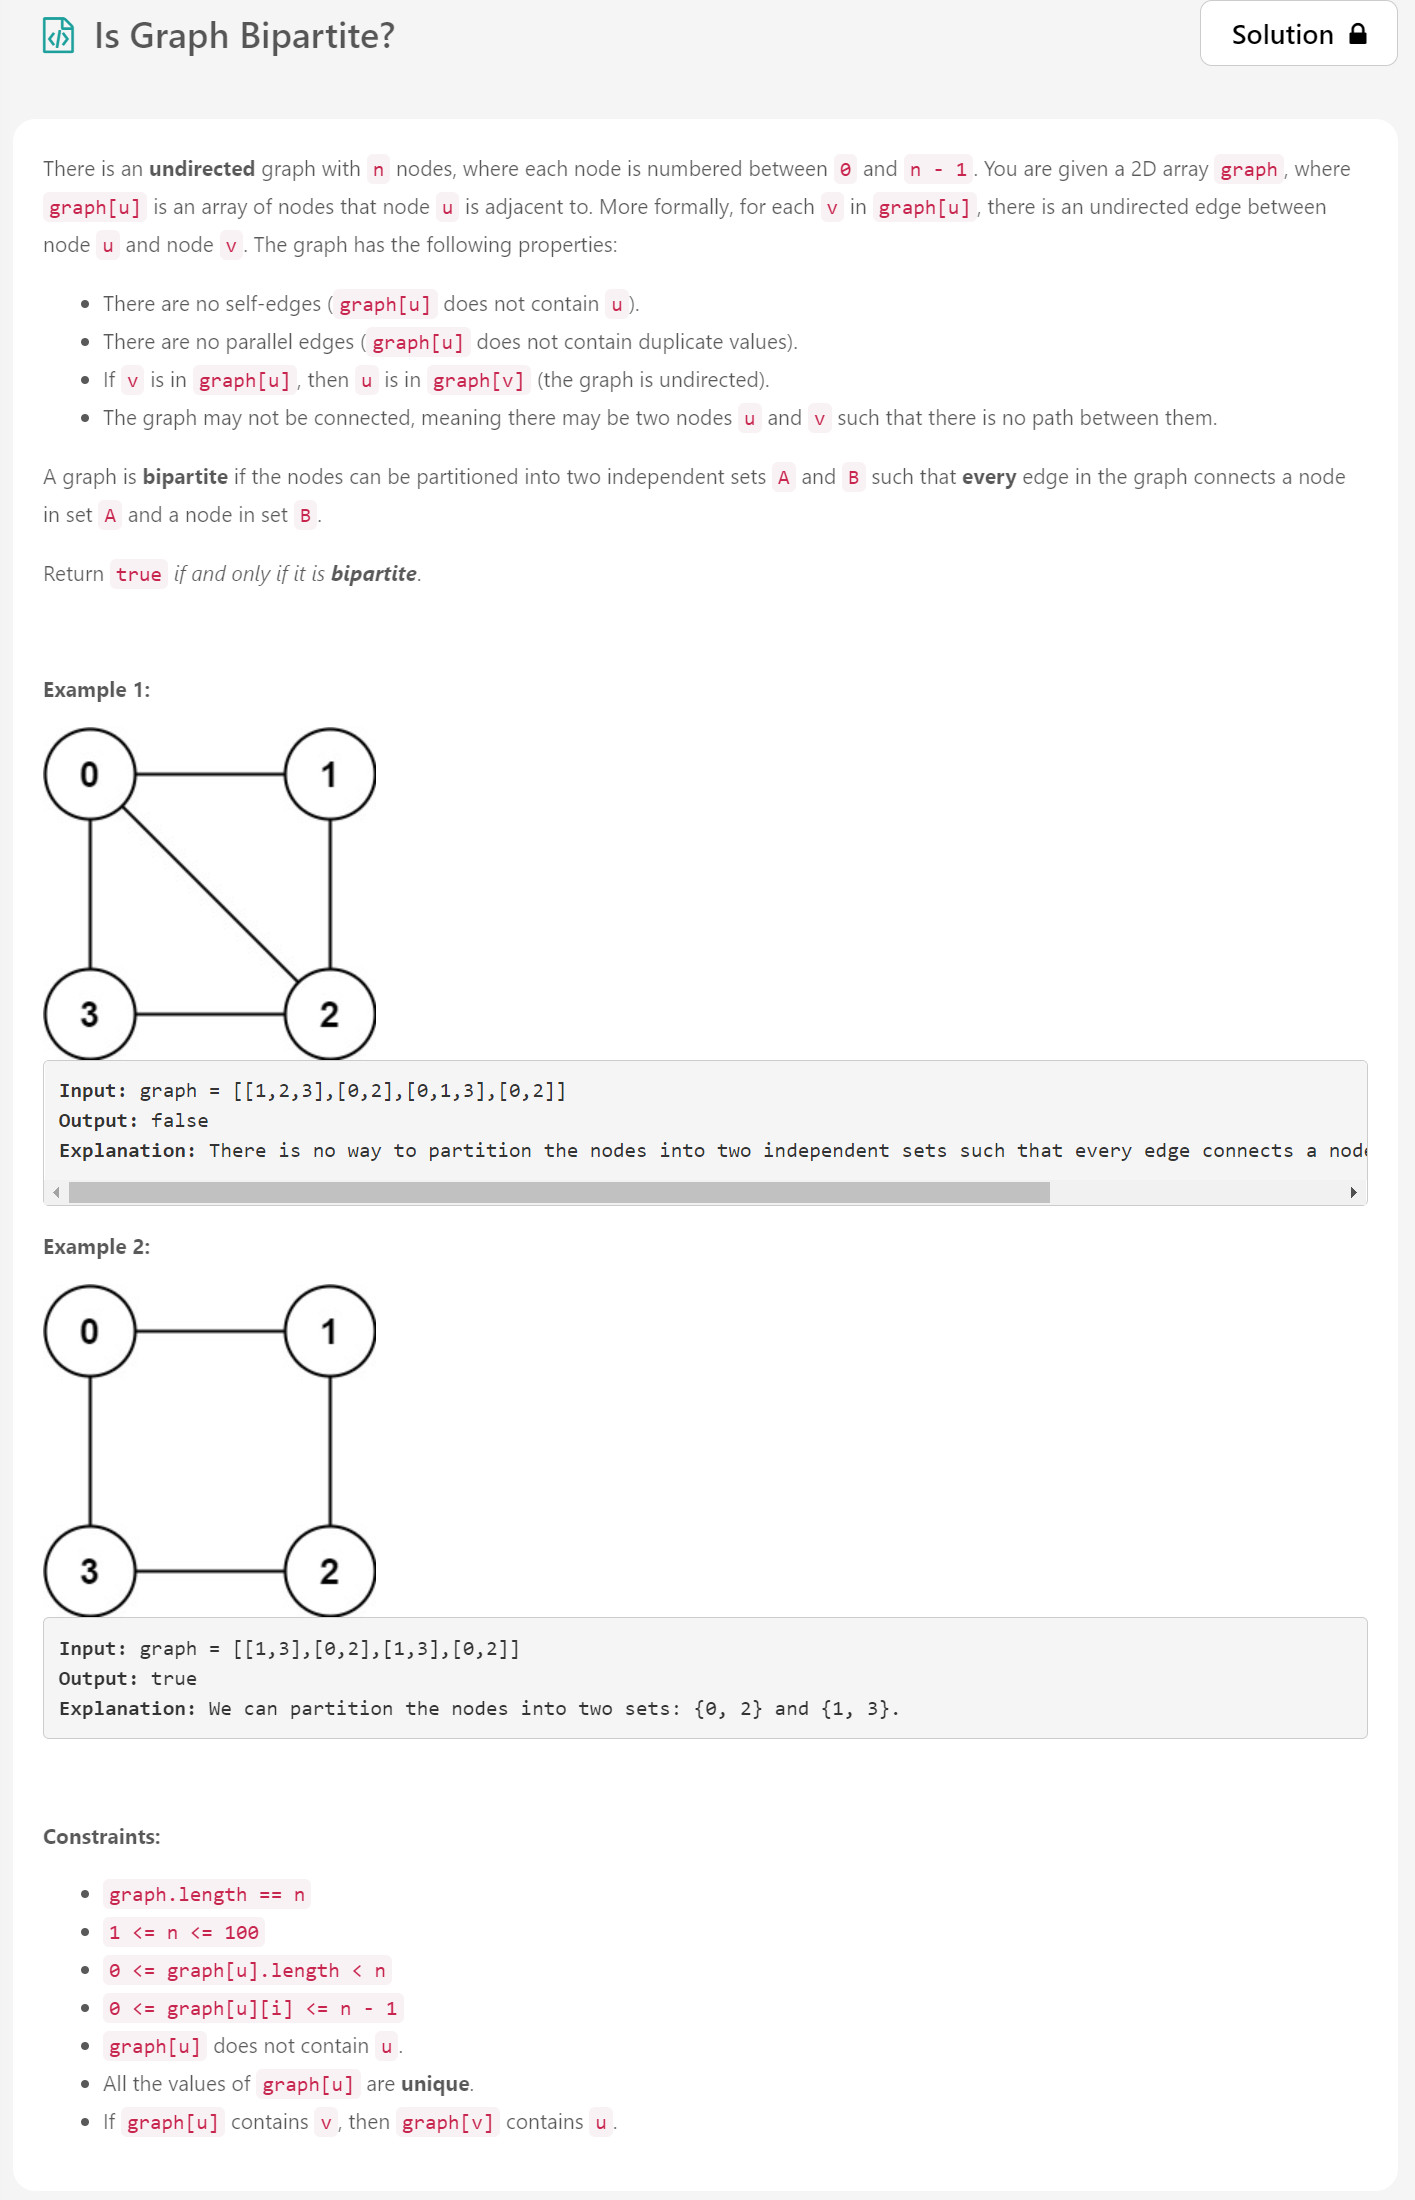 Is Graph Bipartite?
Solution
There is an undirected graph with n nodes, where each node is numbered between 0 and n - 1. You are given a 2D array graph, where
graph[u] is an array of nodes that node u is adjacent to. More formally, for each v in graph[u], there is an undirected edge between
node u and node v. The graph has the following properties:
There are no self-edges (graph[u] does not contain u).
There are no parallel edges (graph[u] does not contain duplicate values).
If v is in graph[u], then u is in graph[v] (the graph is undirected).
The graph may not be connected, meaning there may be two nodes u and v such that there is no path between them.
A graph is bipartite if the nodes can be partitioned into two independent sets A and B such that every edge in the graph connects a node
in set A and a node in set B.
Return true if and only if it is bipartite.
Example 1:
0
1
3
2
Input: graph = [[1,2,3],[0,2],[0,1,3],[0,2]]
Output: false
Explanation: There is no way to partition the nodes into two independent sets such that every edge connects a
Example 2:
0
1
3
2
Input: graph = [[1,3],[0,2],[1,3],[0,2]]
Output: true
Explanation: We can partition the nodes into two sets: {0, 2} and {1, 3}.
Constraints:
graph.length == n
1 <= n <= 100
0 <= graph[u].length < n
0 <= graph[u][i] <= n - 1
graph[u] does not contain u.
All the values of graph[u] are unique.
If graph[u] contains v, then graph[v] contains u.